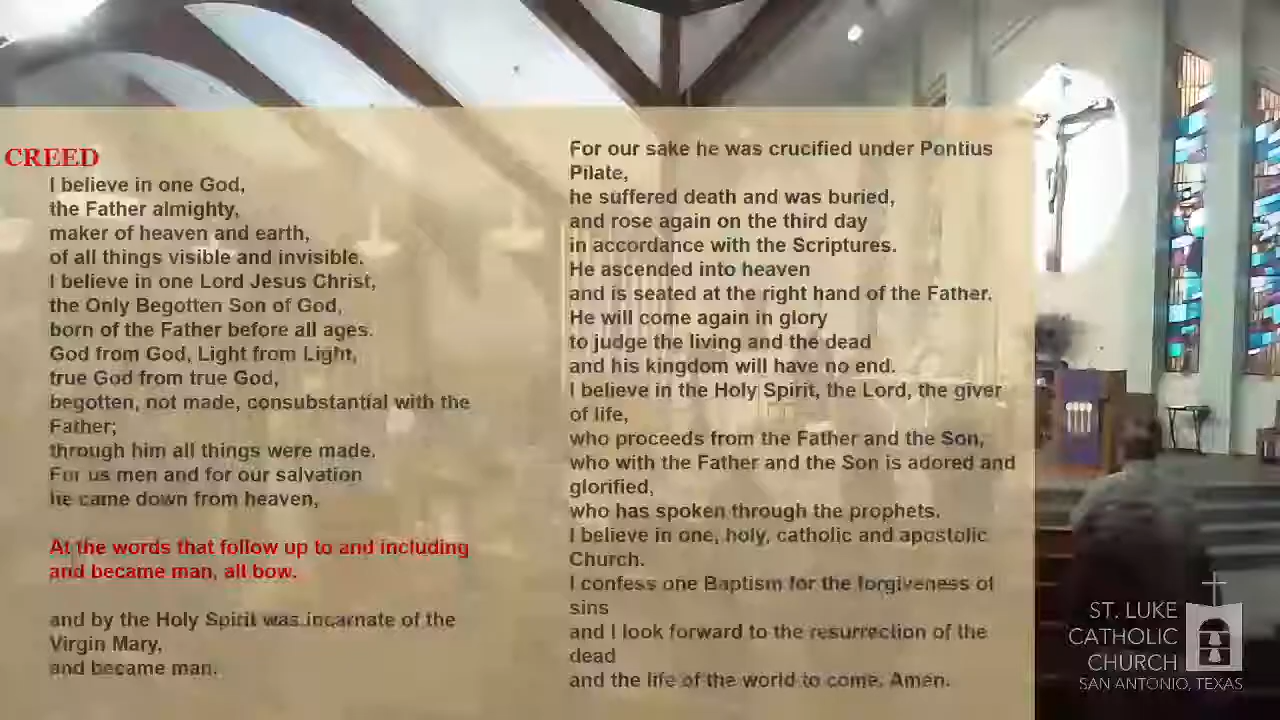 CREED
I believe in one God,
the Father almighty,
maker of heaven and earth,
of all things visible and invisible.
I believe in one Lord Jesus Christ,
the Only Begotten Son of God,
born of the Father before all ages.
God from God, Light from Light,
true God from true God,
begotten, not made, consubstantial with the
Father;
through him all things were made.
For us men and for our salvation
he came down from heaven,
At the words that follow up to and including
and became man, all bow.
and by the Holy Spirit was incarnate of the
Virgin Mary,
and became man.
For our sake he was crucified under Pontius
Pilate,
he suffered death and was buried,
and rose again on the third day
in accordance with the Scriptures.
He ascended into heaven
and is seated at the right hand of the Father.
He will come again in glory
to judge the living and the dead
and his kingdom will have no end.
I believe in the Holy Spirit, the Lord, the giver
of life,
who proceeds from the Father and the Son,
who with the Father and the Son is adored and
glorified,
who has spoken through the prophets.
I believe in one, holy, catholic and apostolic
Church.
I confess one Baptism for the forgiveness of
sins
and I look forward to the resurrection of the
dead
and the life of the world to come. Amen.
ST. LUKE
CATHOLIC
CHURCH
SAN ANTONIO, TEXAS